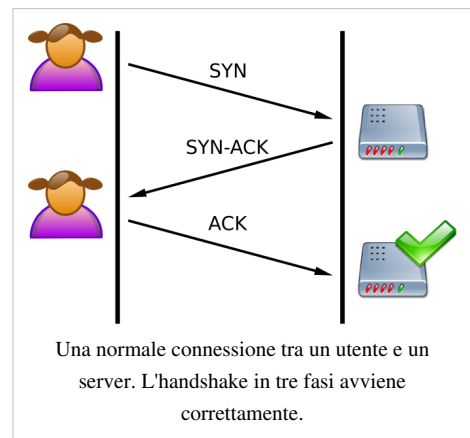 SYN
SYN-ACK
ACK
Una normale connessione tra un utente e un
server. L'handshake in tre fasi avviene
correttamente.